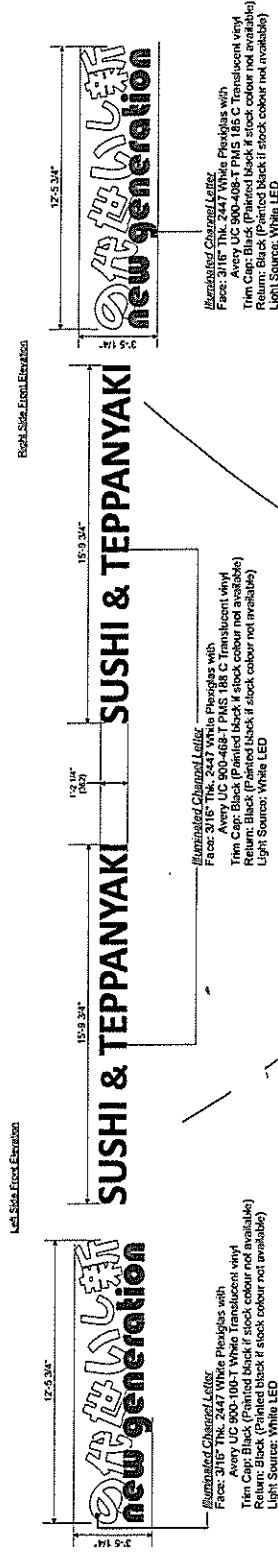 Left Side Front Elevation
12'-5 3/4"
3'-5 1/4"
の代世いし新
new generation
Illuminated Channel Letter
Face: 3/16" Thk. 2447 White Plexiglas with
Avery UC 900-100-T White Translucent vinyl
Trim Cap: Black (Painted black if stock colour not available)
Return: Black (Painted black if stock colour not available)
Light Source: White LED
15'-9 3/4"
SUSHI & TEPPANYAKI
1'-2 1/4"
(362)
Right Side Front Elevation
15'-9 3/4"
SUSHI & TEPPANYAKI
Illuminated Channel Letter
Face: 3/16" Thk. 2447 White Plexiglas with
Avery UC 900-468-T PMS 188 C Translucent vinyl
Trim Cap: Black (Painted black if stock colour not available)
Return: Black (Painted black if stock colour not available)
Light Source: White LED
12'-5 3/4"
3'-5 1/4"
の代世いし新
new generation
Illuminated Channel Letter
Face: 3/16" Thk. 2447 White Plexiglas with
Avery UC 900-408-T PMS 186 C Translucent vinyl
Trim Cap: Black (Painted black if stock colour not available)
Return: Black (Painted black if stock colour not available)
Light Source: White LED